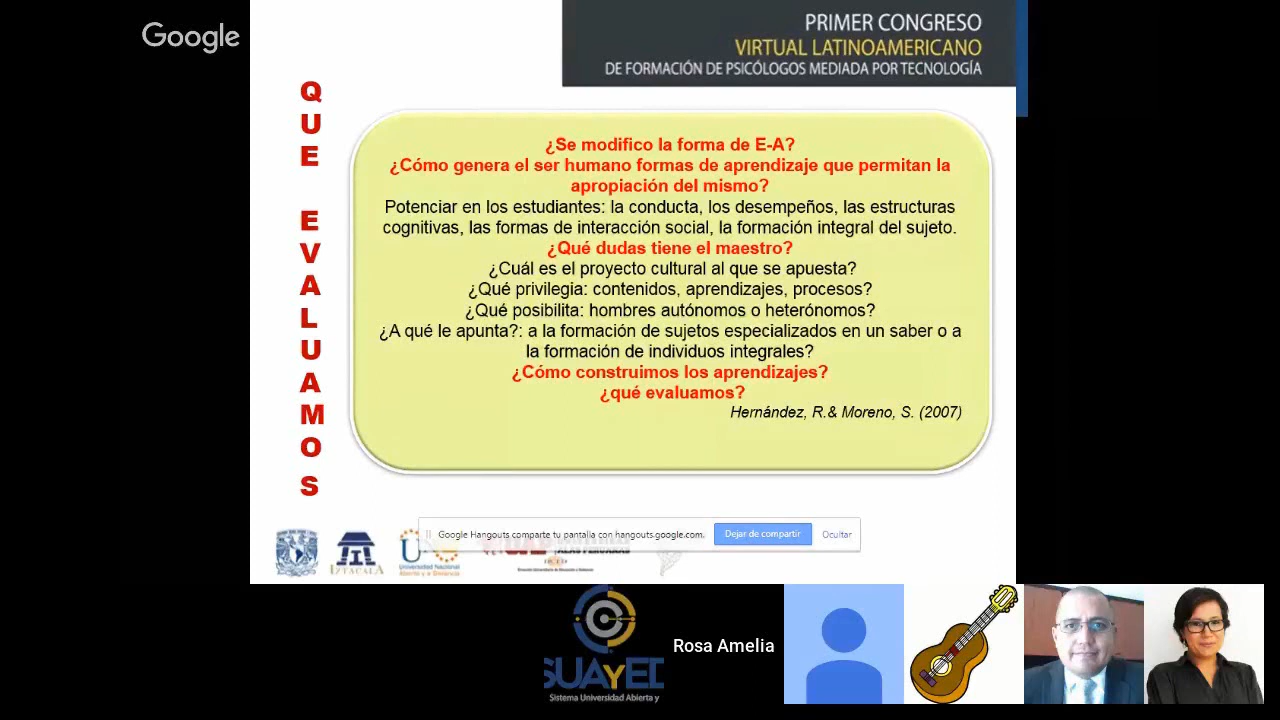 Google
PRIMER CONGRESO
VIRTUAL LATINOAMERICANO
DE FORMACIÓN DE PSICÓLOGOS MEDIADA POR TECNOLOGÍA
QUE EVALUAMOS
¿Se modifico la forma de E-A?
¿Cómo genera el ser humano formas de aprendizaje que permitan la
apropiación del mismo?
Potenciar en los estudiantes: la conducta, los desempeños, las estructuras
cognitivas, las formas de interacción social, la formación integral del sujeto.
¿Qué dudas tiene el maestro?
¿Cuál es el proyecto cultural al que se apuesta?
¿Qué privilegia: contenidos, aprendizajes, procesos?
¿Qué posibilita: hombres autónomos o heterónomos?
¿A qué le apunta?: a la formación de sujetos especializados en un saber o a
la formación de individuos integrales?
¿Cómo construimos los aprendizajes?
¿qué evaluamos?
Hernández, R.& Moreno, S. (2007)
Google Hangouts comparte tu pantalla con hangouts.google.com.
Dejar de compartir
Ocultar
IZTACALA
Universidad Nacional
Abierta y a Distancia
ALAS PERUANAS
SUAYED
Sistema Universidad Abierta y
Rosa Amelia